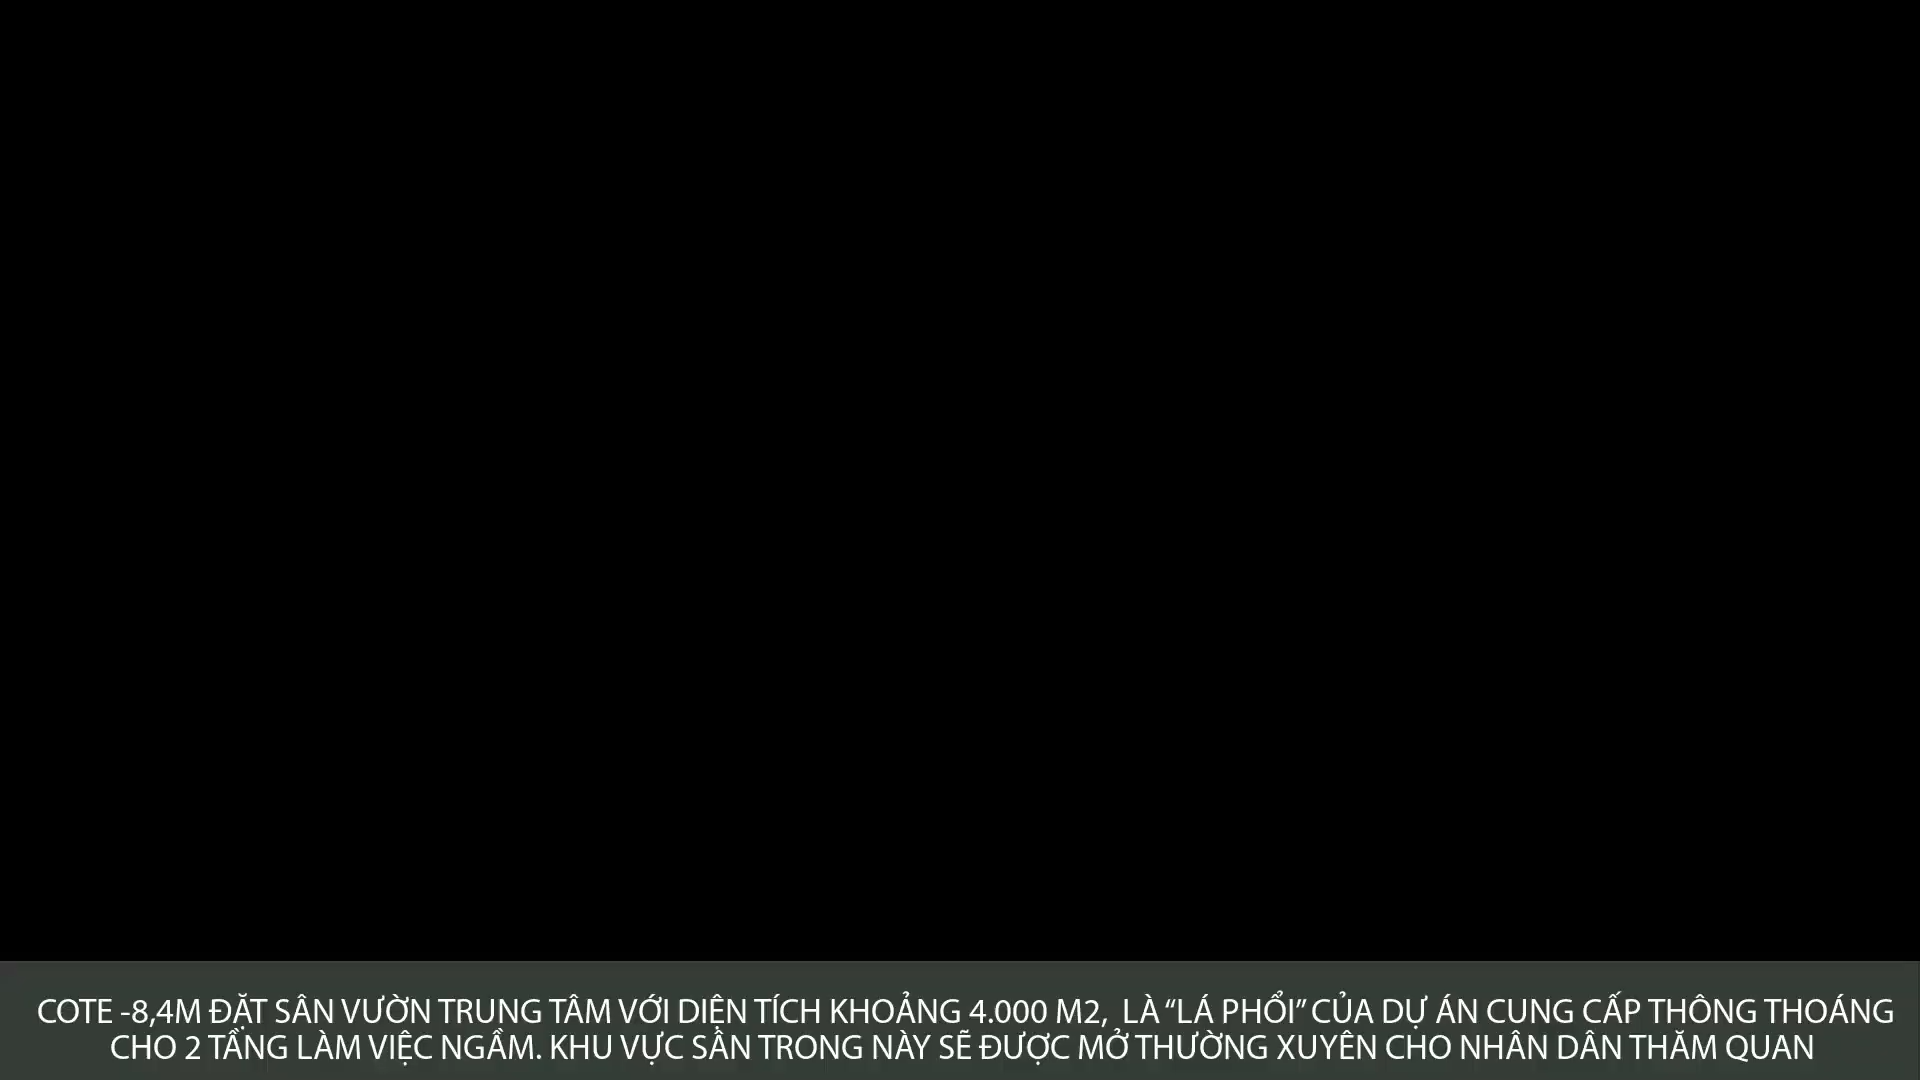 COTE -8,4M ĐẶT SÂN VƯỜN TRUNG TÂM VỚI DIỆN TÍCH KHOẢNG 4.000 M2, LÀ “LÁ PHỔI” CỦA DỰ ÁN CUNG CẤP THÔNG THOÁNG
CHO 2 TẦNG LÀM VIỆC NGẦM. KHU VỰC SÂN TRONG NÀY SẼ ĐƯỢC MỞ THƯỜNG XUYÊN CHO NHÂN DÂN THĂM QUAN